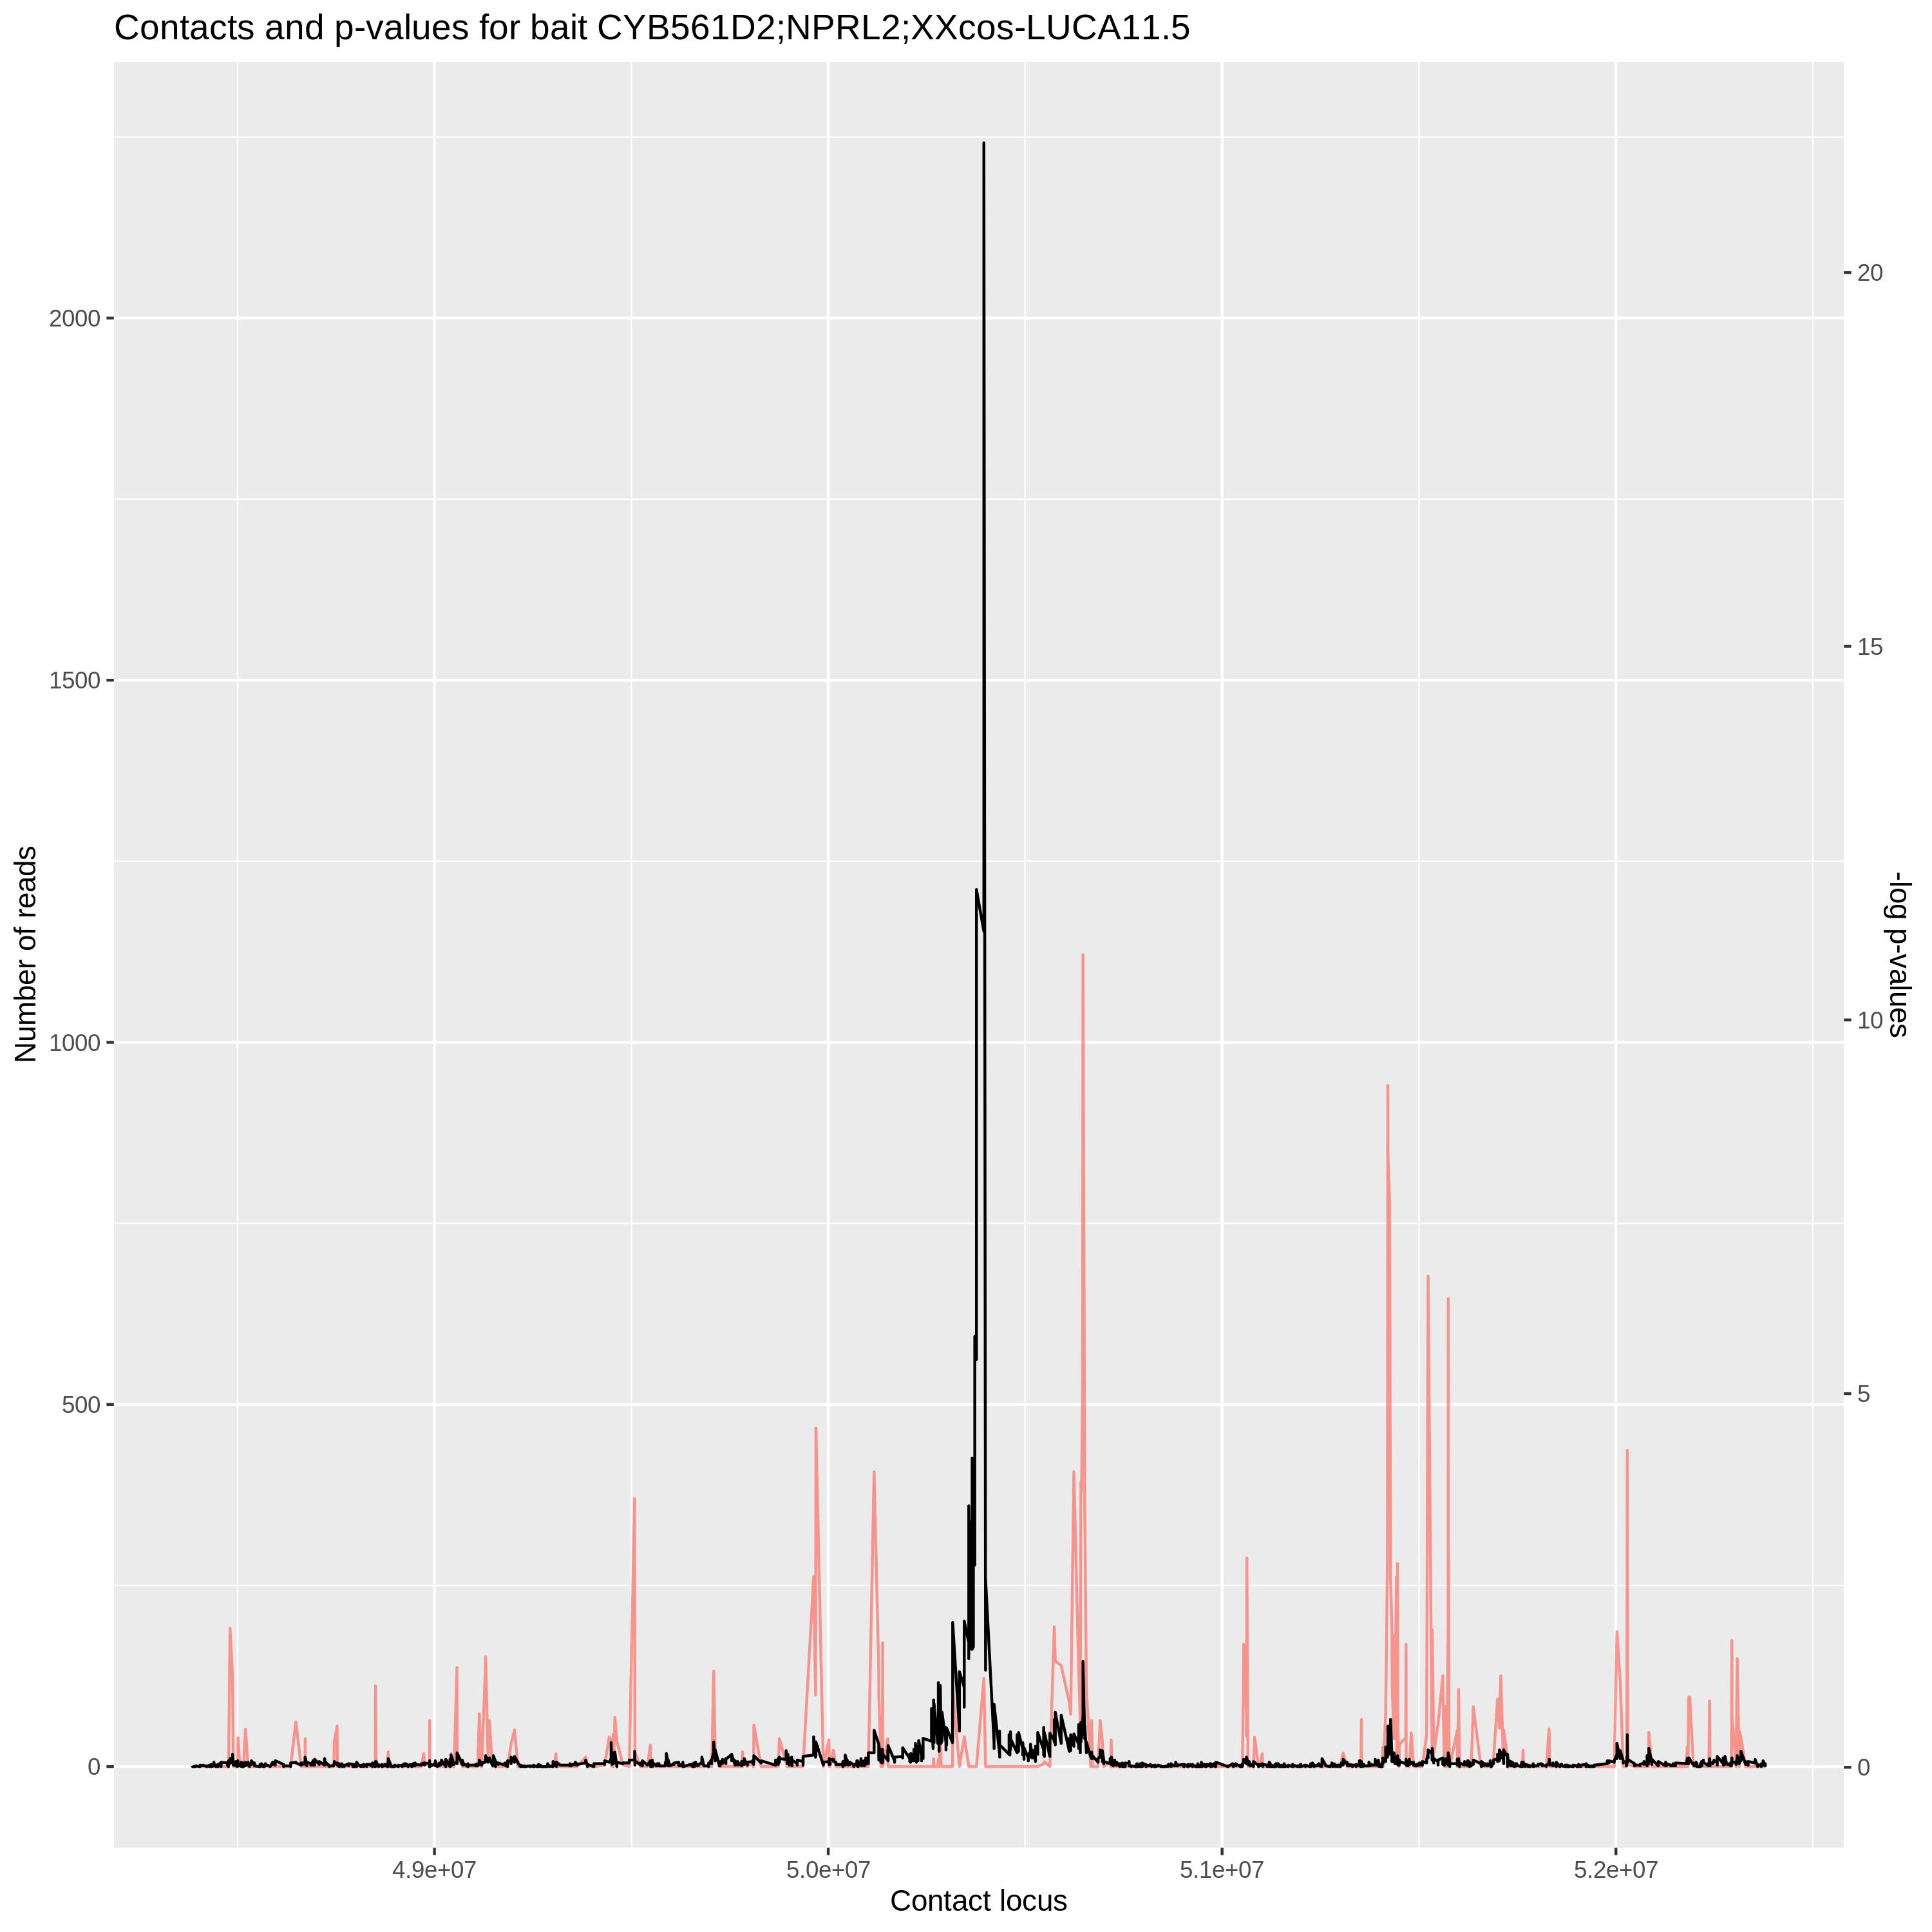 Contacts and p-values for bait CYB561D2;NPRL2;XXcos-LUCA11.5
Number of reads
2000
1500
1000
500
0
20
15
10
5
0
-log p-values
4.9e+07
5.0e+07
5.1e+07
5.2e+07
Contact locus